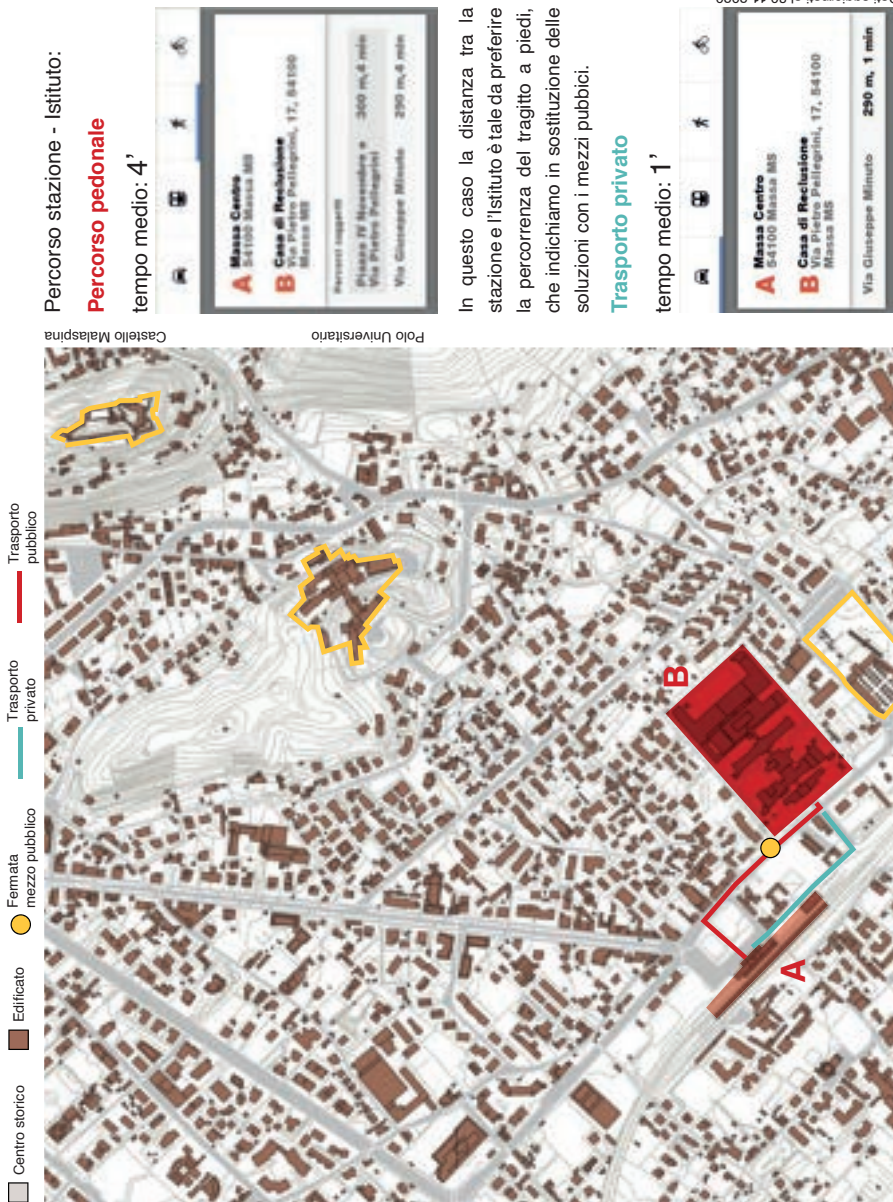 Centro storico
Edificato
Fermata
mezzo pubblico
Trasporto
privato
Trasporto
pubblico
A
B
Castello Malaspina
Polo Universitario
Percorso stazione - Istituto:
Percorso pedonale
tempo medio: 4’
A
Massa Centro
54100 Massa MS
B
Casa di Reclusione
Via Pietro Pellegrini, 17, 54100
Massa MS
Percorsi suggeriti
Piazza IV Novembre e
Via Pietro Pellegrini
300 m, 4 min
Via Giuseppe Minuto 290 m, 4 min
In questo caso la distanza tra la
stazione e l'Istituto è tale da preferire
la percorrenza del tragitto a piedi,
che indichiamo in sostituzione delle
soluzioni con i mezzi pubbici.
Trasporto privato
tempo medio: 1’
A
Massa Centro
54100 Massa MS
B
Casa di Reclusione
Via Pietro Pellegrini, 17, 54100
Massa MS
Via Giuseppe Minuto 290 m, 1 min